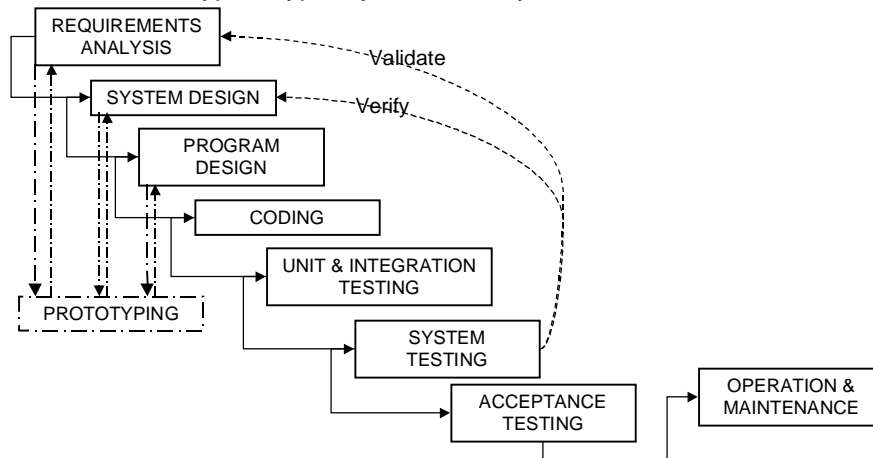 REQUIREMENTS
ANALYSIS
Validate
SYSTEM DESIGN
Verify
PROGRAM
DESIGN
CODING
UNIT & INTEGRATION
TESTING
PROTOTYPING
SYSTEM
TESTING
ACCEPTANCE
TESTING
OPERATION &
MAINTENANCE